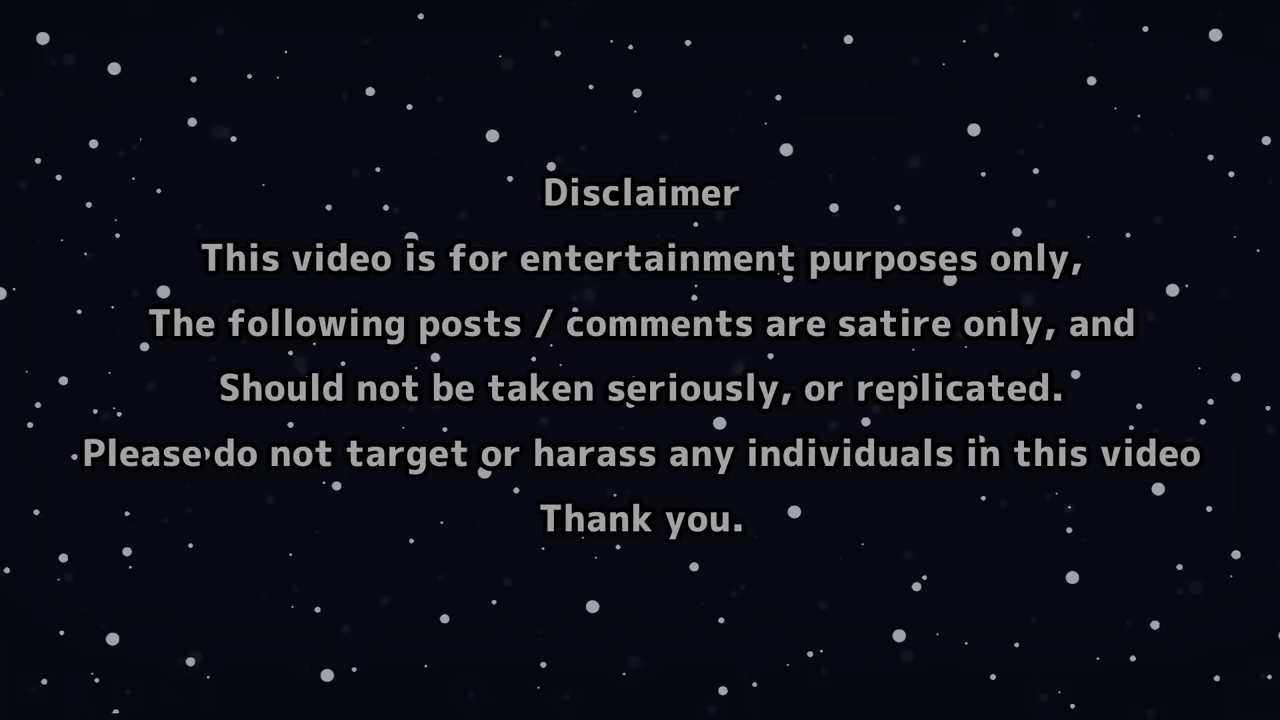 Disclaimer
This video is for entertainment purposes only,
The following posts / comments are satire only, and
Should not be taken seriously, or replicated.
Please do not target or harass any individuals in this video
Thank you.